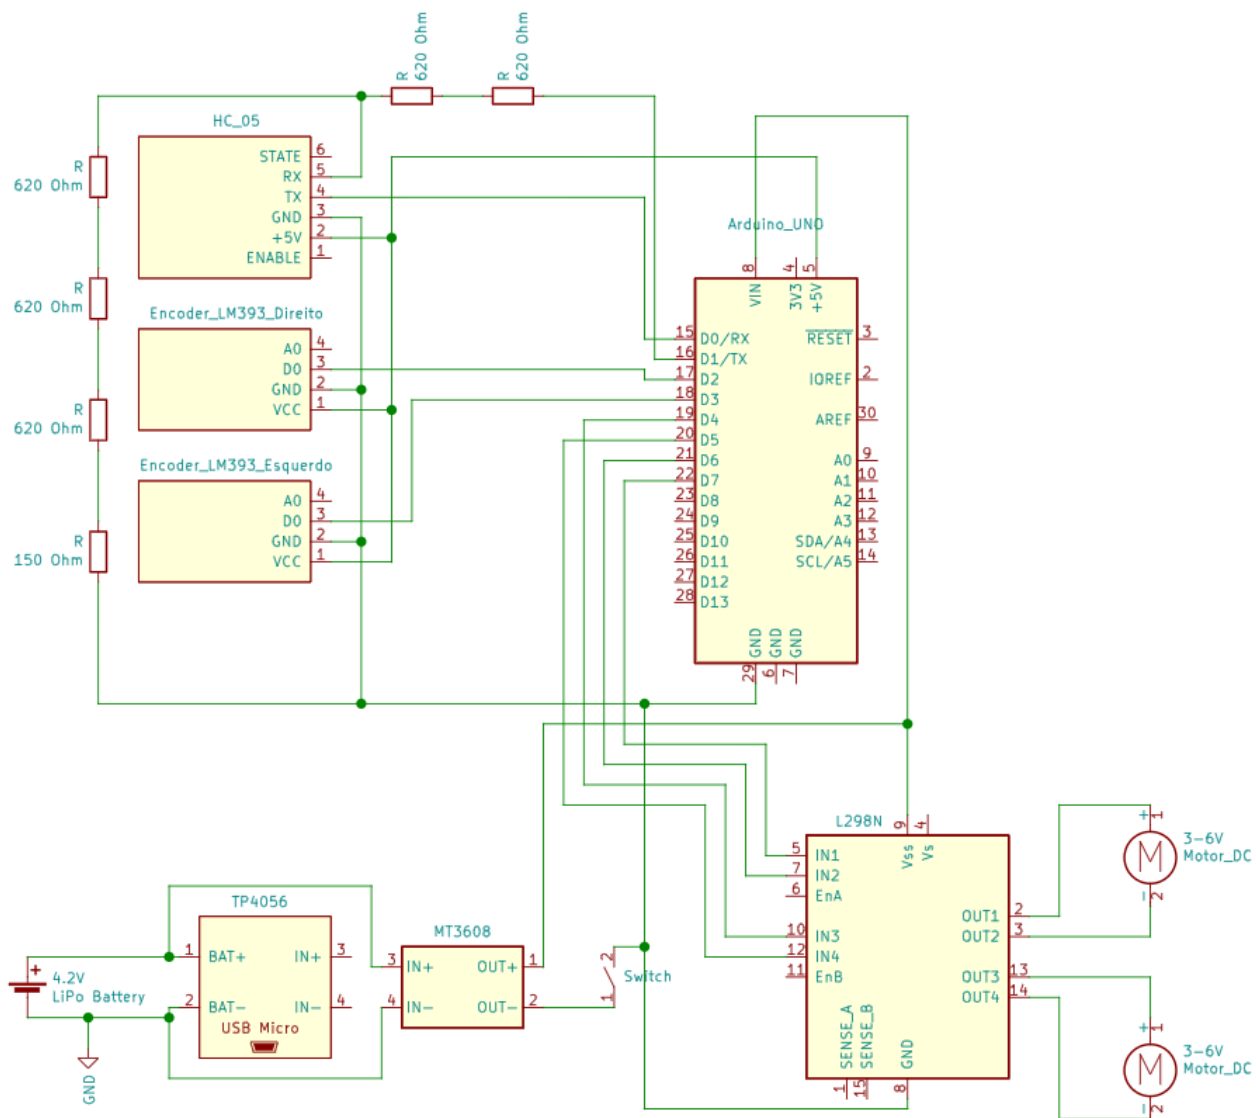 R
620 Ohm
R
620 Ohm
HC_05
STATE 6
RX 5
TX 4
GND 3
+5V 2
ENABLE 1
R
620 Ohm
R
620 Ohm
R
620 Ohm
R
150 Ohm
Encoder_LM393_Direito
A0 4
D0 3
GND 2
VCC 1
Encoder_LM393_Esquerdo
A0 4
D0 3
GND 2
VCC 1
Arduino_UNO
8 4 5
VIN 3V3 +5V
15 D0/RX
16 D1/TX
17 D2
18 D3
19 D4
20 D5
21 D6
22 D7
23 D8
24 D9
25 D10
26 D11
27 D12
28 D13
RESET 3
IOREF 2
AREF 30
A0 9
A1 10
A2 11
A3 12
SDA/A4 13
SCL/A5 14
GND GND GND
29 6 7
L298N
9 4
Vss Vs
5 IN1
7 IN2
6 EnA
10 IN3
12 IN4
11 EnB
OUT1 2
OUT2 3
OUT3 13
OUT4 14
SENSE_A SENSE_B GND
1 15 8
+ 1
M
3-6V
Motor_DC
- 2
+ 1
M
3-6V
Motor_DC
- 2
TP4056
1 BAT+
2 BAT-
IN+ 3
IN- 4
USB Micro
MT3608
3 IN+
4 IN-
OUT+ 1
OUT- 2
2
Switch
1
+
4.2V
LiPo Battery
GND